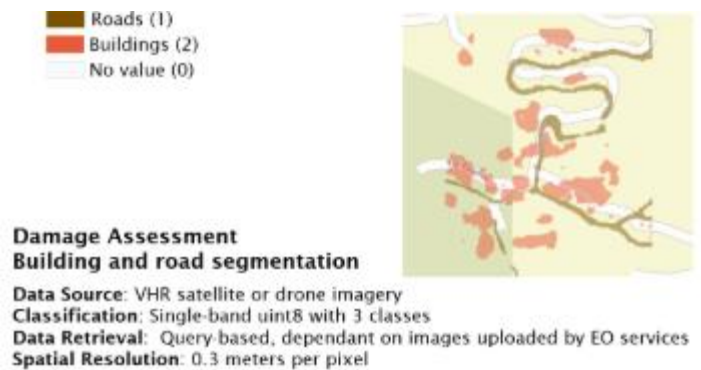 Roads (1)
Buildings (2)
No value (0)
Damage Assessment
Building and road segmentation
Data Source: VHR satellite or drone imagery
Classification: Single-band uint8 with 3 classes
Data Retrieval: Query-based, dependant on images uploaded by EO services
Spatial Resolution: 0.3 meters per pixel